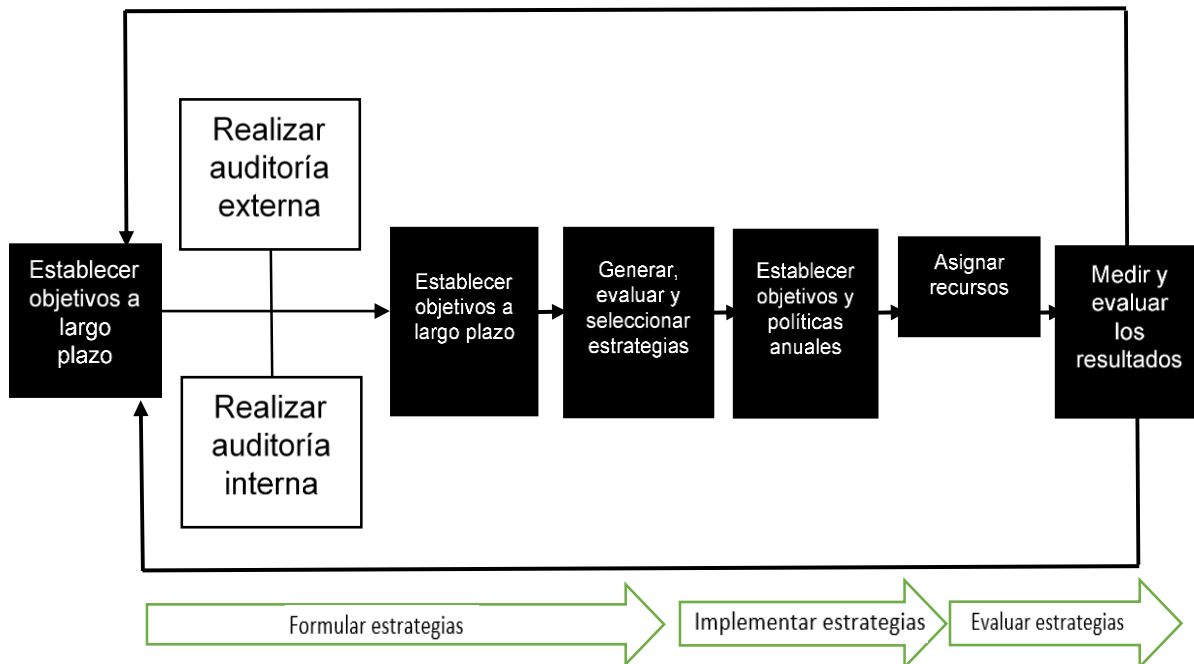 Realizar
auditoría
externa
Establecer
objetivos a
largo
plazo
Realizar
auditoría
interna
Establecer
objetivos a
largo plazo
Generar,
evaluar y
seleccionar
estrategias
Establecer
objetivos y
políticas
anuales
Asignar
recursos
Medir y
evaluar
los
resultados
Formular estrategias
Implementar estrategias
Evaluar estrategias